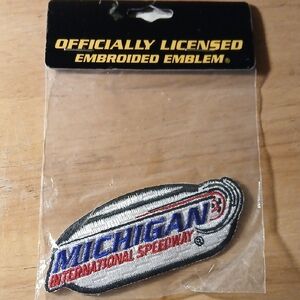 OFFICIALLY LICENSED
EMBROIDED EMBLEM®
MICHIGAN
INTERNATIONAL SPEEDWAY
®